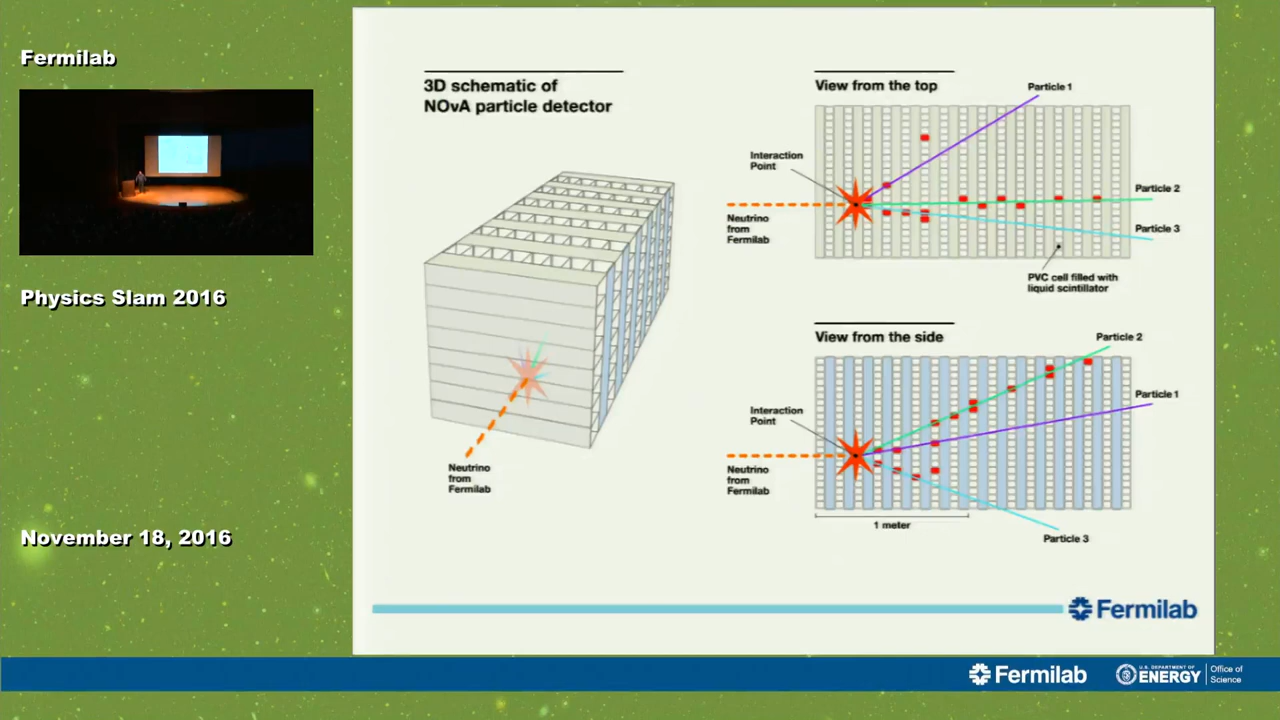 Fermilab
Physics Slam 2016
November 18, 2016
3D schematic of
NOvA particle detector
Neutrino
from
Fermilab
View from the top
Particle 1
Interaction
Point
Particle 2
Neutrino
from
Fermilab
Particle 3
PVC cell filled with
liquid scintillator
View from the side
Particle 2
Particle 1
Interaction
Point
Neutrino
from
Fermilab
1 meter
Particle 3
Fermilab
Fermilab
U.S. DEPARTMENT OF
ENERGY
Office of
Science